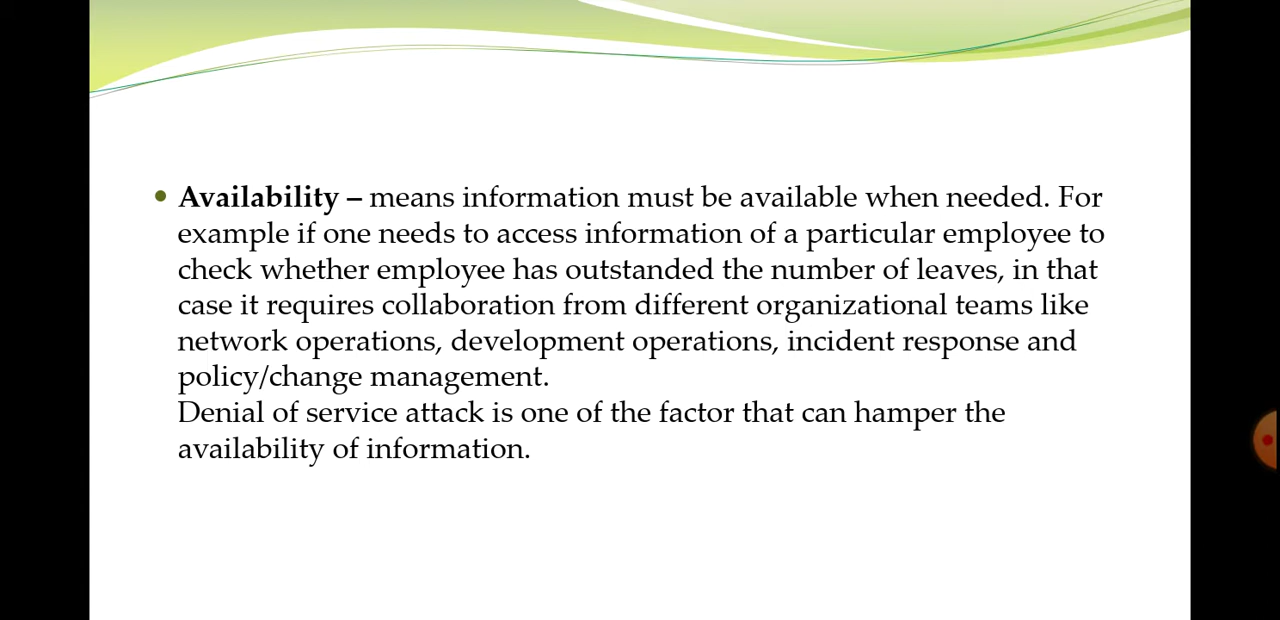 • Availability – means information must be available when needed. For
example if one needs to access information of a particular employee to
check whether employee has outstanded the number of leaves, in that
case it requires collaboration from different organizational teams like
network operations, development operations, incident response and
policy/change management.
Denial of service attack is one of the factor that can hamper the
availability of information.